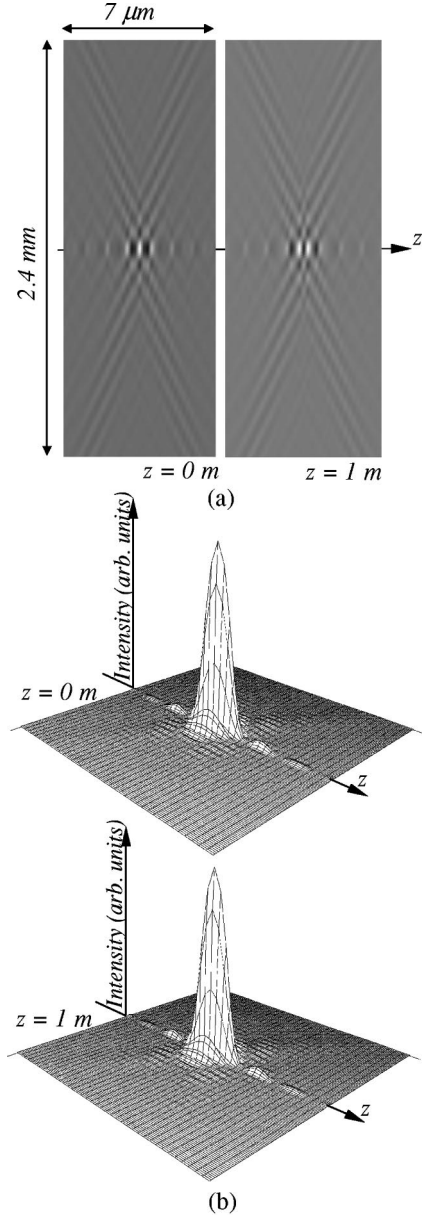 7 μm
2.4 mm
z
z = 0 m
z = 1 m
(a)
Intensity (arb. units)
z = 0 m
z
Intensity (arb. units)
z = 1 m
z
(b)